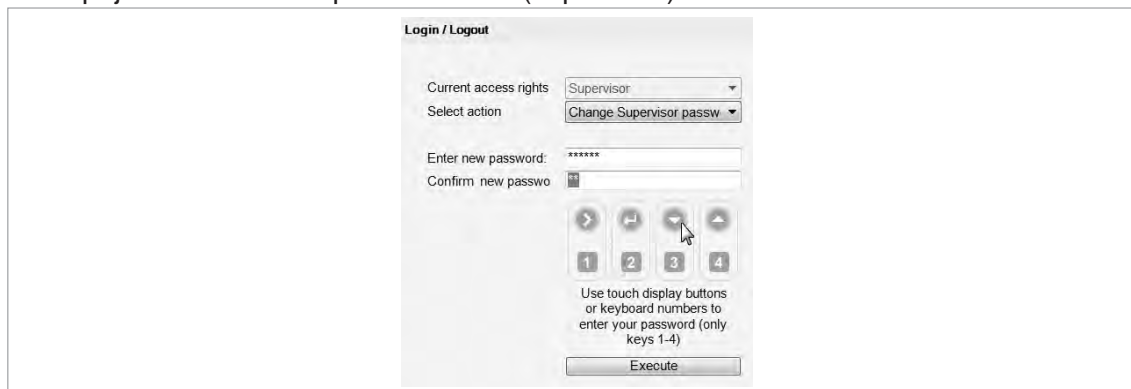 Login / Logout
Current access rights Supervisor
Select action Change Supervisor passw
Enter new password: ******
Confirm new passwo **
1 2 3 4
Use touch display buttons
or keyboard numbers to
enter your password (only
keys 1-4)
Execute